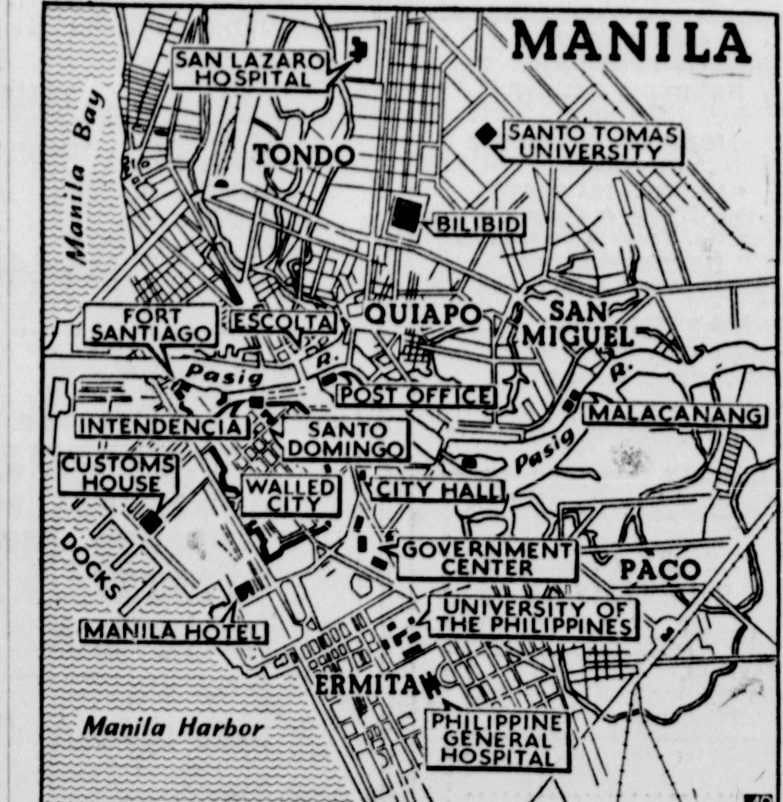 MANILA
SAN LAZARO
HOSPITAL
Manila Bay
TONDO
SANTO TOMAS
UNIVERSITY
BILIBID
FORT
SANTIAGO
ESCOLTA
QUIAPO
SAN
MIGUEL
Pasig
R.
POST OFFICE
R.
MALACANANG
INTENDENCIA
SANTO
DOMINGO
Pasig
CUSTOMS
HOUSE
WALLED
CITY
CITY HALL
DOCKS
GOVERNMENT
CENTER
PACO
MANILA HOTEL
UNIVERSITY OF
THE PHILIPPINES
ERMITA
Manila Harbor
PHILIPPINE
GENERAL
HOSPITAL